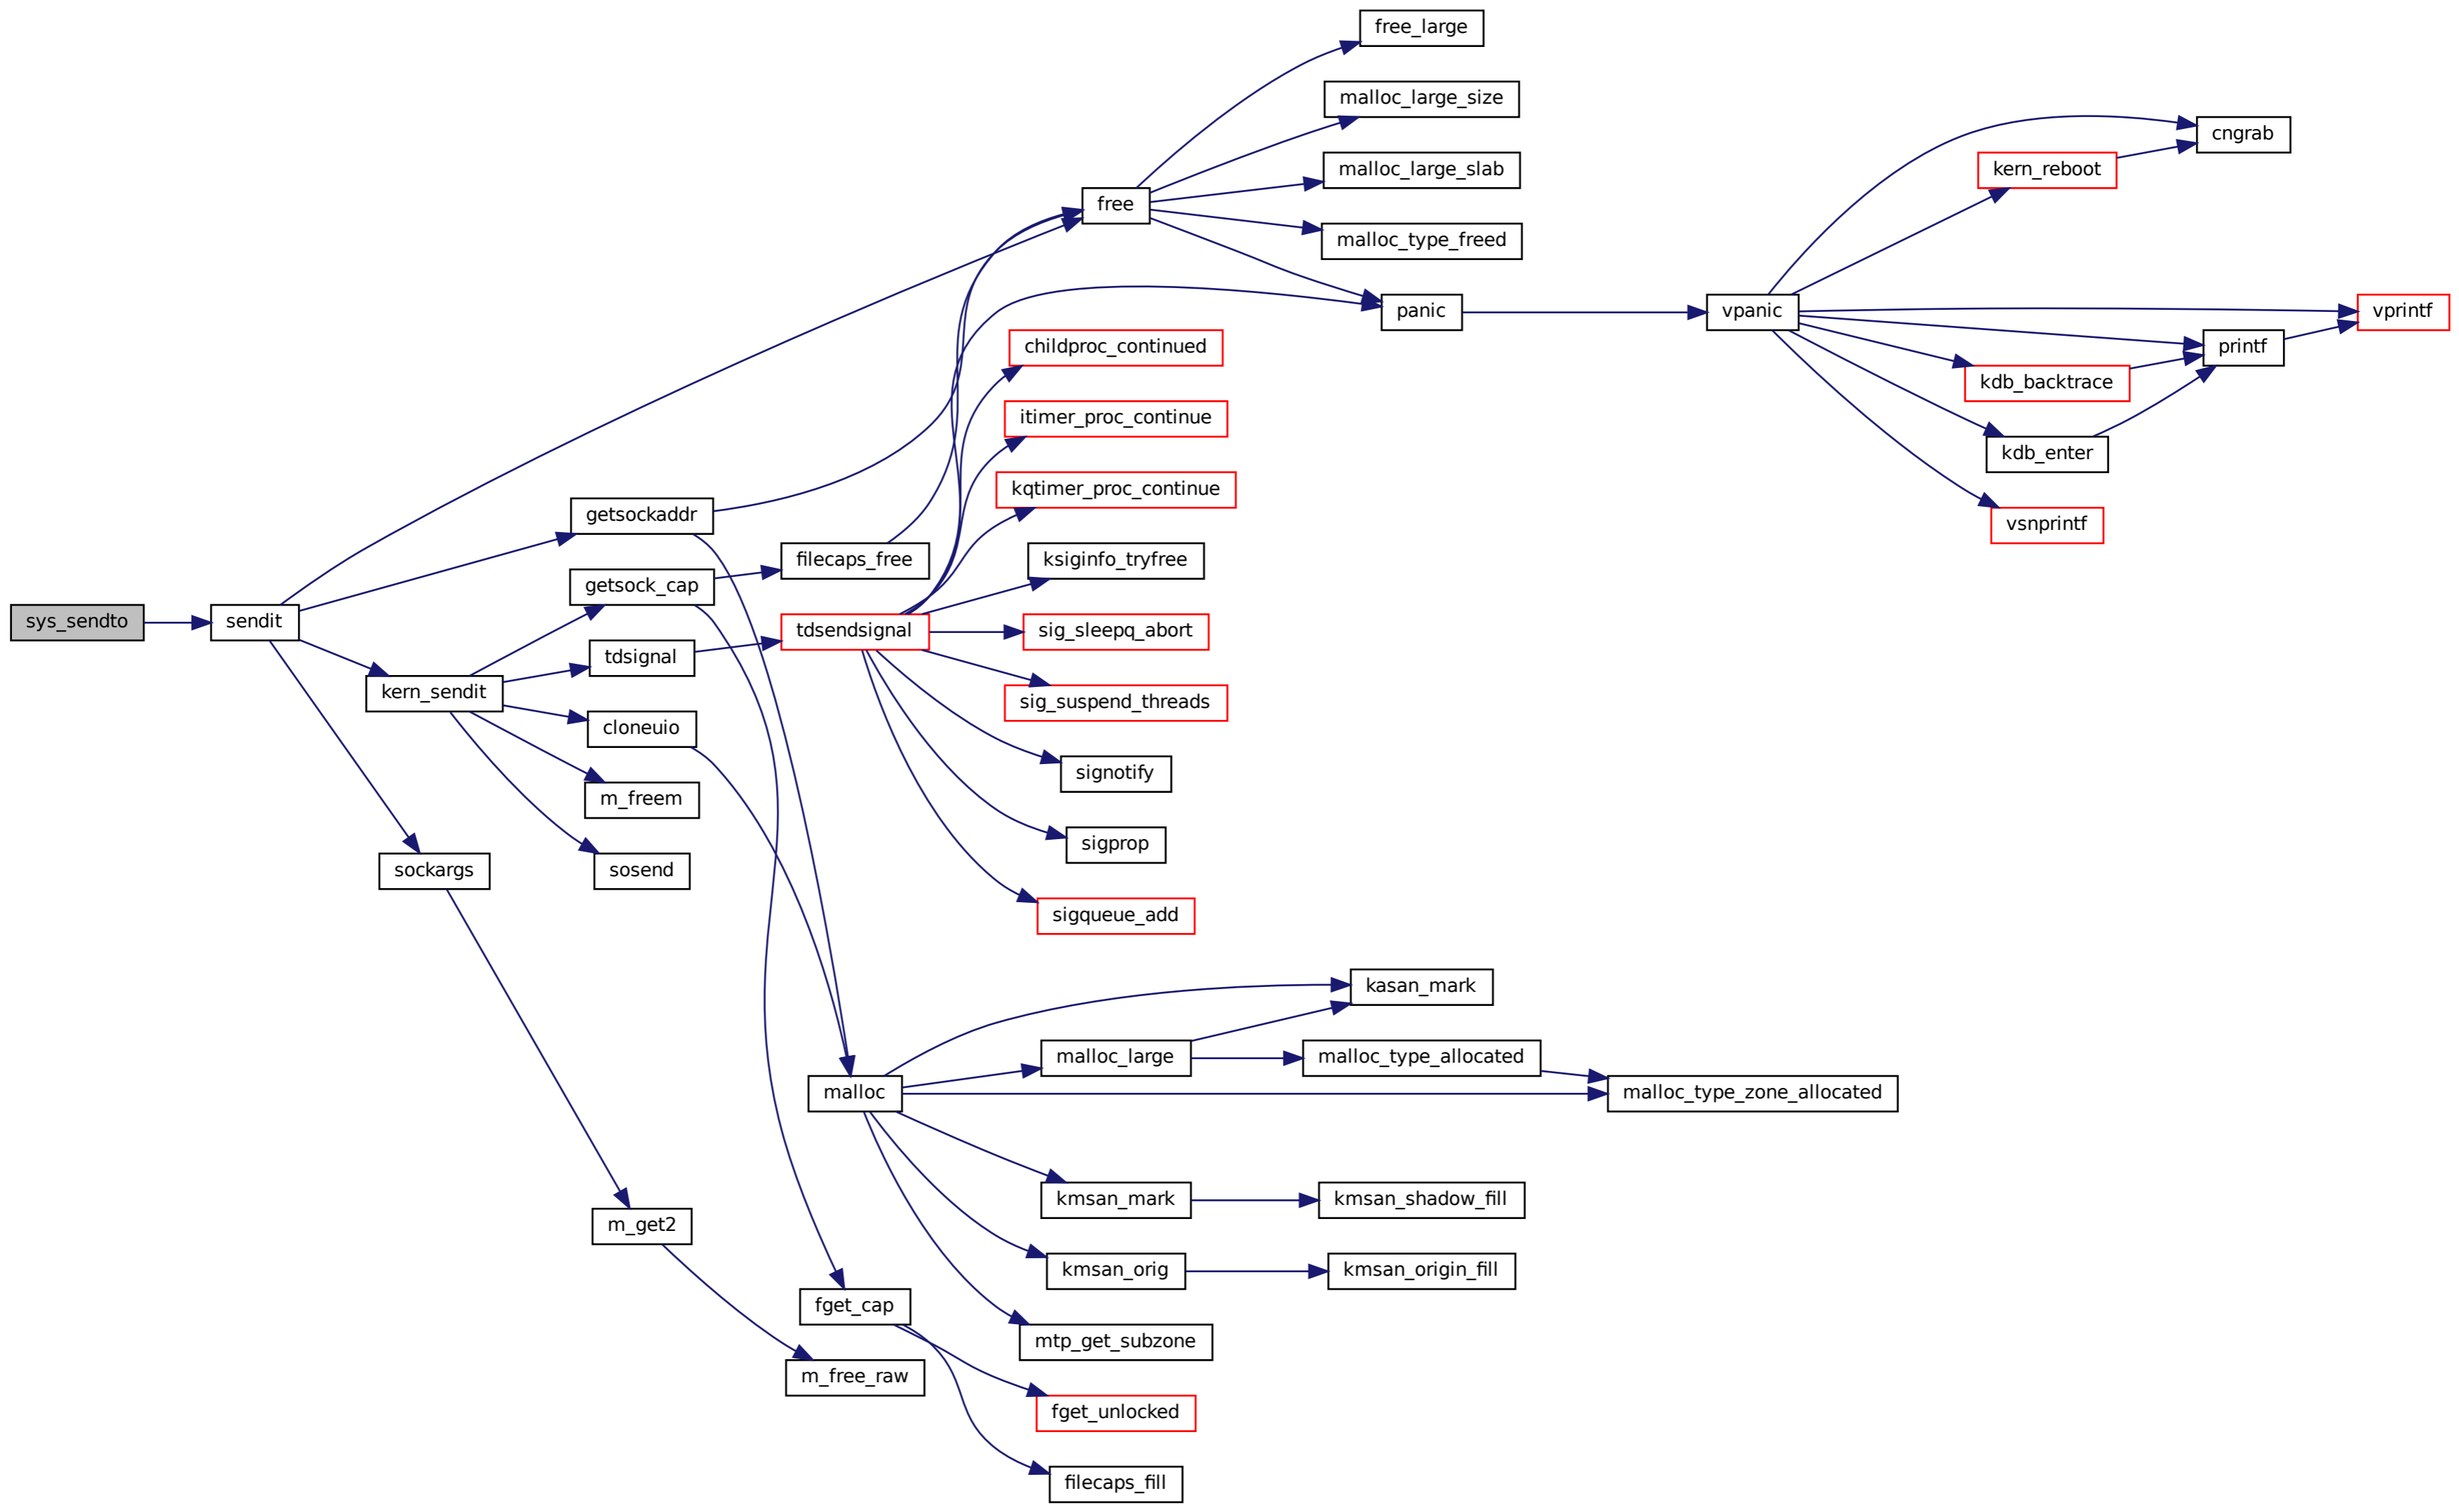 sys_sendto
sendit
getsockaddr
getsock_cap
kern_sendit
tdsignal
cloneuio
m_freem
sosend
sockargs
m_get2
m_free_raw
filecaps_free
tdsendsignal
malloc
fget_cap
free
free_large
malloc_large_size
malloc_large_slab
malloc_type_freed
panic
childproc_continued
itimer_proc_continue
kqtimer_proc_continue
ksiginfo_tryfree
sig_sleepq_abort
sig_suspend_threads
signotify
sigprop
sigqueue_add
kasan_mark
malloc_large
malloc_type_allocated
malloc_type_zone_allocated
kmsan_mark
kmsan_shadow_fill
kmsan_orig
kmsan_origin_fill
mtp_get_subzone
fget_unlocked
filecaps_fill
vpanic
cngrab
kern_reboot
vprintf
printf
kdb_backtrace
kdb_enter
vsnprintf